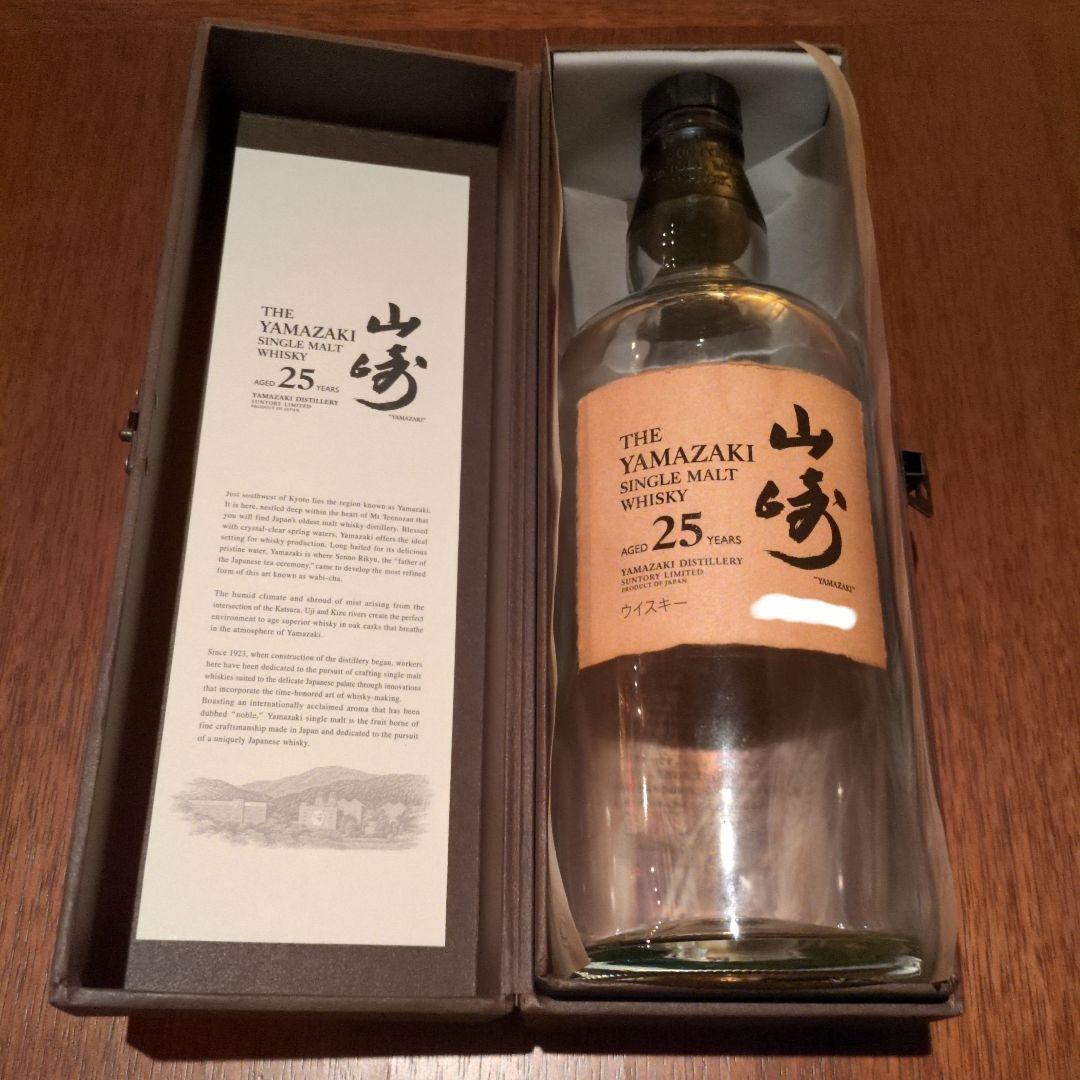 THE
YAMAZAKI
SINGLE MALT
WHISKY
AGED 25 YEARS
YAMAZAKI DISTILLERY
SUNTORY LIMITED
PRODUCT OF JAPAN
山崎
"YAMAZAKI"
Just southwest of Kyoto lies the region known as Yamazaki.
It is here, nestled deep within the heart of Mt Tennozan that
you will find Japan's oldest malt whisky distillery. Blessed
with crystal-clear spring waters, Yamazaki offers the ideal
setting for whisky production. Long hailed for its delicious
pristine water, Yamazaki is where Senno Rikyu, the "father of
the Japanese tea ceremony," came to develop the most refined
form of this art known as wabi-cha.
The humid climate and shroud of mist arising from the
intersection of the Katsura, Uji and Kizu rivers create the perfect
environment to age superior whisky in oak casks that breathe
in the atmosphere of Yamazaki.
Since 1923, when construction of the distillery began, workers
here have been dedicated to the pursuit of crafting single malt
whiskies suited to the delicate Japanese palate through innovations
that incorporate the time-honored art of whisky-making.
Boasting an internationally acclaimed aroma that has been
dubbed "noble," Yamazaki single malt is the fruit borne of
fine craftsmanship made in Japan and dedicated to the pursuit
of a uniquely Japanese whisky.
THE
YAMAZAKI
SINGLE MALT
WHISKY
AGED 25 YEARS
YAMAZAKI DISTILLERY
SUNTORY LIMITED
PRODUCT OF JAPAN
ウイスキー
山崎
"YAMAZAKI"